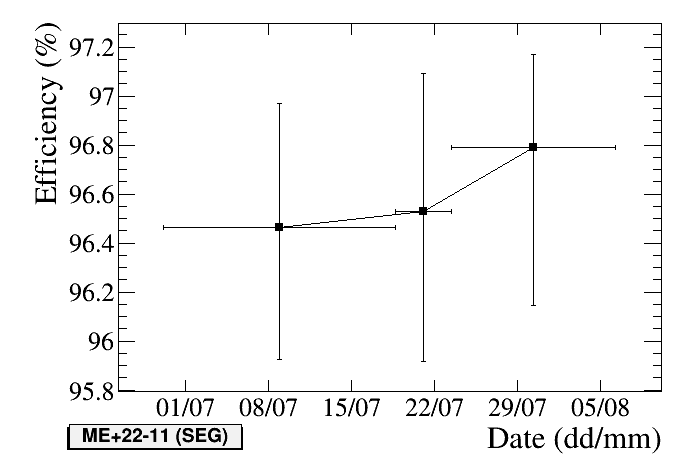 Efficiency (%)
97.2
97
96.8
96.6
96.4
96.2
96
95.8
01/07 08/07 15/07 22/07 29/07 05/08
ME+22-11 (SEG)
Date (dd/mm)